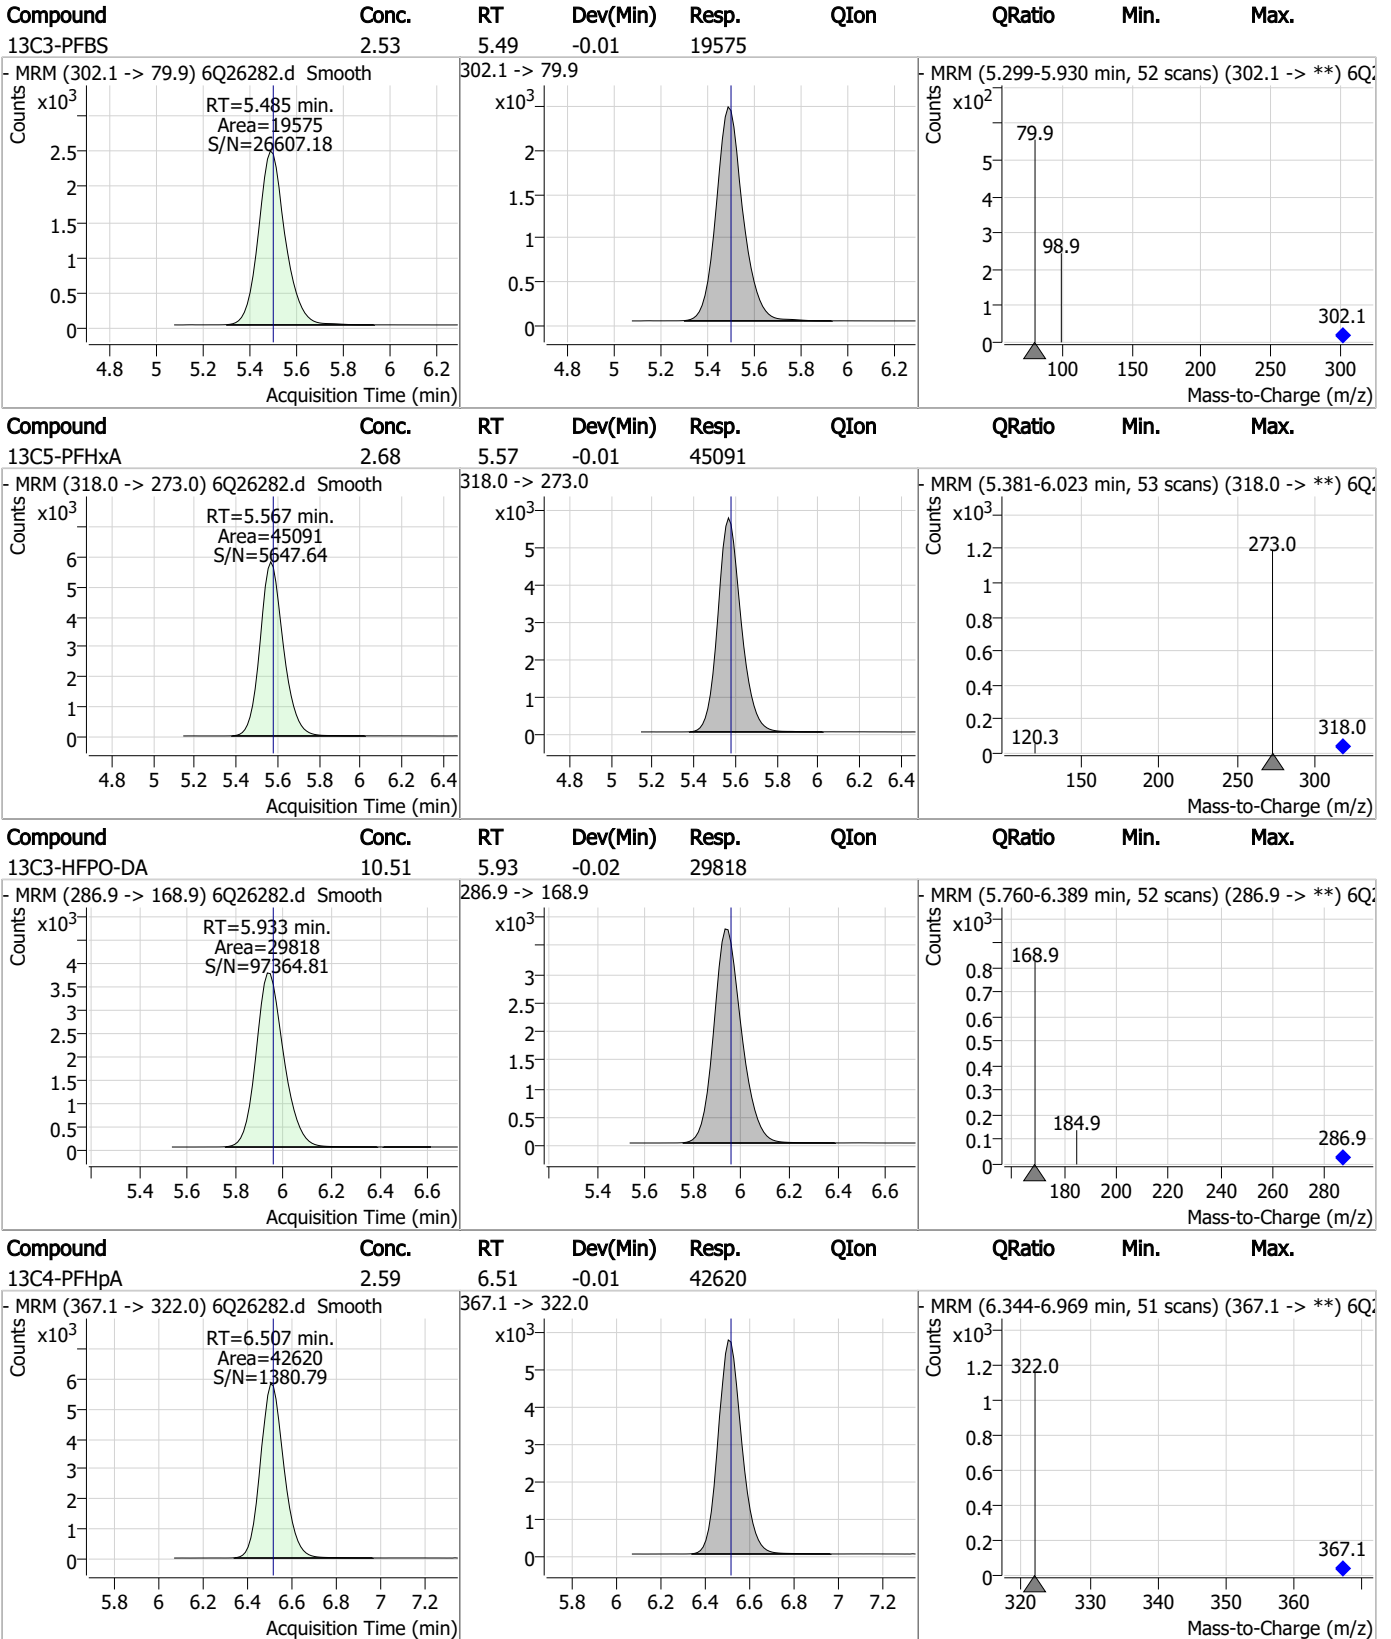 Compound Conc. RT Dev(Min) Resp. QIon QRatio Min. Max.
13C3-PFBS 2.53 5.49 -0.01 19575
- MRM (302.1 -> 79.9) 6Q26282.d Smooth
Counts
x10^3
RT=5.485 min.
Area=19575
S/N=26607.18
2.5
2
1.5
1
0.5
0
4.8 5 5.2 5.4 5.6 5.8 6 6.2
Acquisition Time (min)
302.1 -> 79.9
x10^3
2
1.5
1
0.5
0
4.8 5 5.2 5.4 5.6 5.8 6 6.2
- MRM (5.299-5.930 min, 52 scans) (302.1 -> **) 6Q2
Counts
x10^2
79.9
5
4
3
98.9
2
1
302.1
0
100 150 200 250 300
Mass-to-Charge (m/z)
Compound Conc. RT Dev(Min) Resp. QIon QRatio Min. Max.
13C5-PFHxA 2.68 5.57 -0.01 45091
- MRM (318.0 -> 273.0) 6Q26282.d Smooth
Counts
x10^3
RT=5.567 min.
Area=45091
S/N=5647.64
6
5
4
3
2
1
0
4.8 5 5.2 5.4 5.6 5.8 6 6.2 6.4
Acquisition Time (min)
318.0 -> 273.0
x10^3
5
4
3
2
1
0
4.8 5 5.2 5.4 5.6 5.8 6 6.2 6.4
- MRM (5.381-6.023 min, 53 scans) (318.0 -> **) 6Q2
Counts
x10^3
1.2
273.0
1
0.8
0.6
0.4
0.2
120.3
318.0
0
150 200 250 300
Mass-to-Charge (m/z)
Compound Conc. RT Dev(Min) Resp. QIon QRatio Min. Max.
13C3-HFPO-DA 10.51 5.93 -0.02 29818
- MRM (286.9 -> 168.9) 6Q26282.d Smooth
Counts
x10^3
RT=5.933 min.
Area=29818
S/N=97364.81
4
3.5
3
2.5
2
1.5
1
0.5
0
5.4 5.6 5.8 6 6.2 6.4 6.6
Acquisition Time (min)
286.9 -> 168.9
x10^3
3
2.5
2
1.5
1
0.5
0
5.4 5.6 5.8 6 6.2 6.4 6.6
- MRM (5.760-6.389 min, 52 scans) (286.9 -> **) 6Q2
Counts
x10^3
168.9
0.8
0.7
0.6
0.5
0.4
0.3
0.2
184.9
0.1
286.9
0
180 200 220 240 260 280
Mass-to-Charge (m/z)
Compound Conc. RT Dev(Min) Resp. QIon QRatio Min. Max.
13C4-PFHpA 2.59 6.51 -0.01 42620
- MRM (367.1 -> 322.0) 6Q26282.d Smooth
Counts
x10^3
RT=6.507 min.
Area=42620
S/N=1380.79
6
5
4
3
2
1
0
5.8 6 6.2 6.4 6.6 6.8 7 7.2
Acquisition Time (min)
367.1 -> 322.0
x10^3
5
4
3
2
1
0
5.8 6 6.2 6.4 6.6 6.8 7 7.2
- MRM (6.344-6.969 min, 51 scans) (367.1 -> **) 6Q2
Counts
x10^3
1.2
322.0
1
0.8
0.6
0.4
0.2
367.1
0
320 330 340 350 360
Mass-to-Charge (m/z)